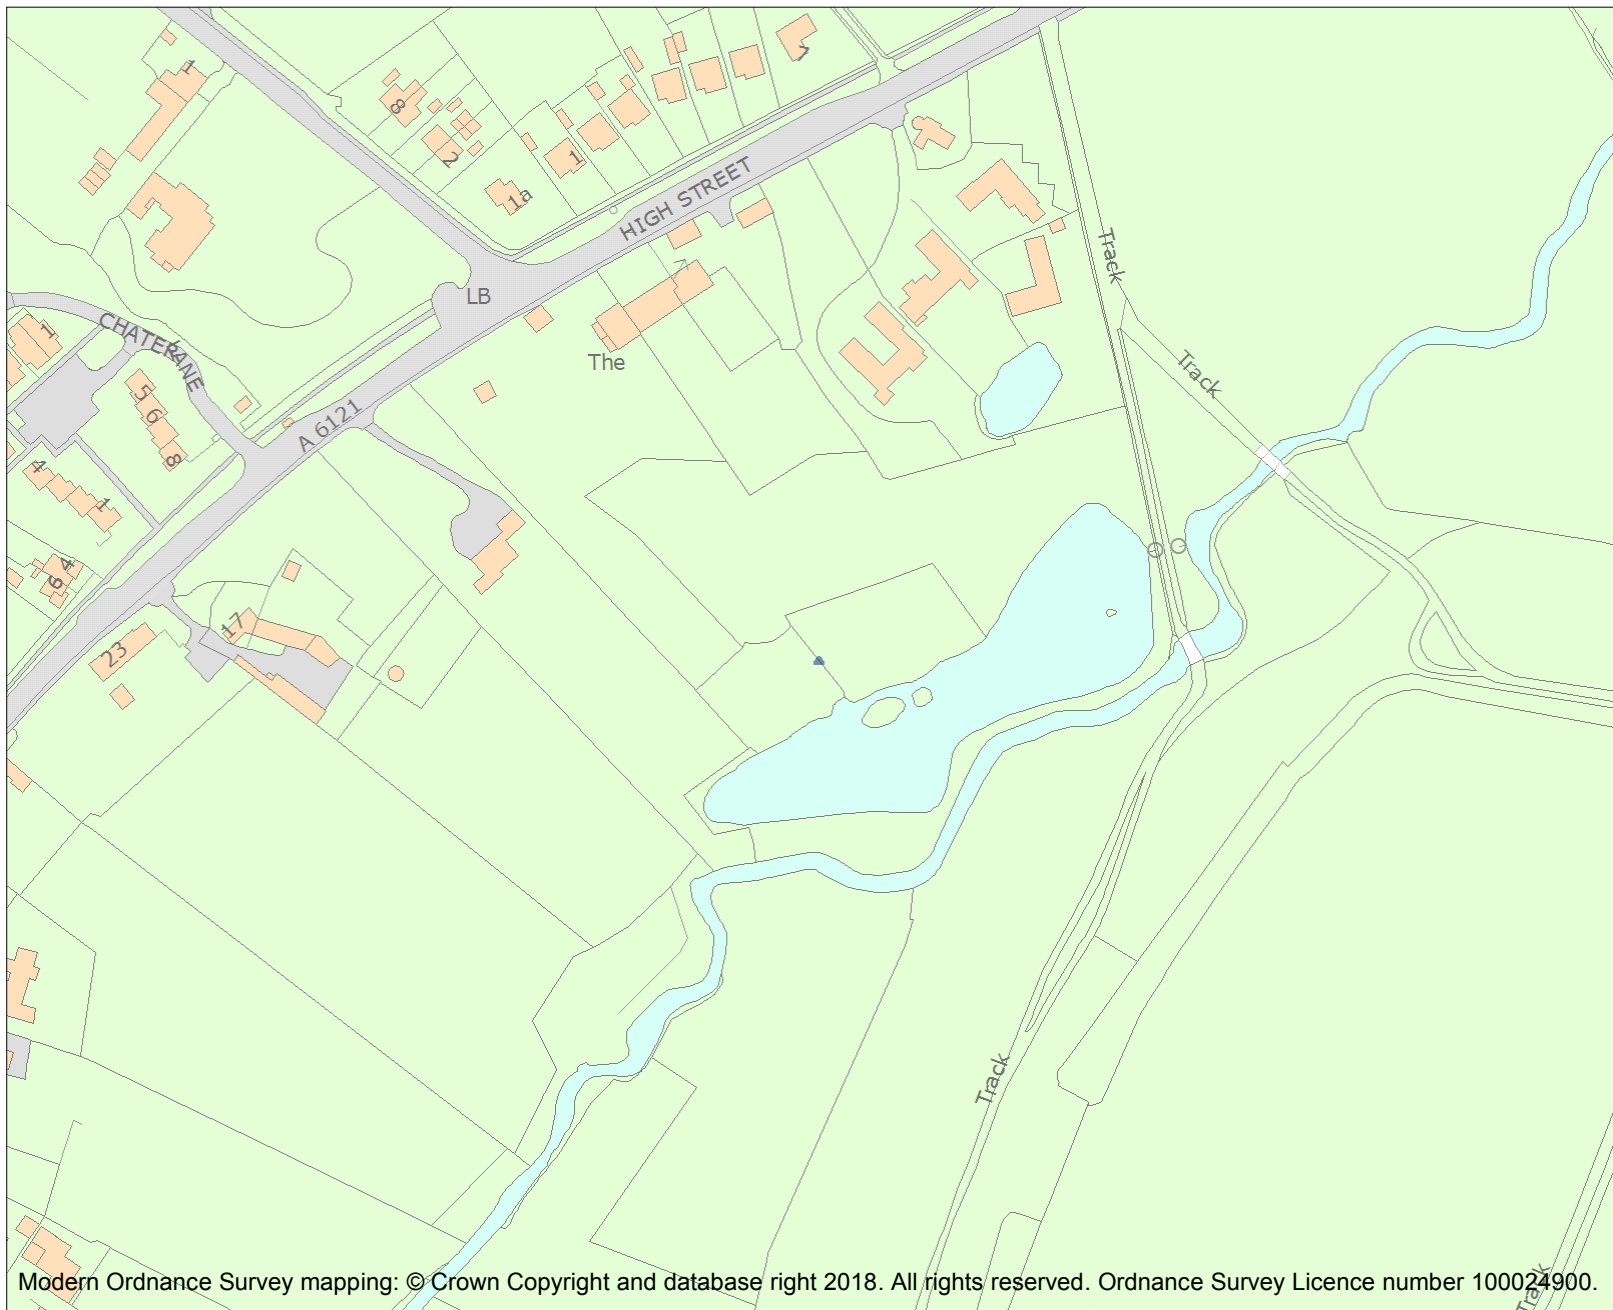 1
8
2
1a
1
7
HIGH STREET
LB
The
7
CHATER LANE
1
5 6
8
4
1
A 6121
6 4
17
23
Track
Track
Track
Track
Modern Ordnance Survey mapping: © Crown Copyright and database right 2018. All rights reserved. Ordnance Survey Licence number 100024900.